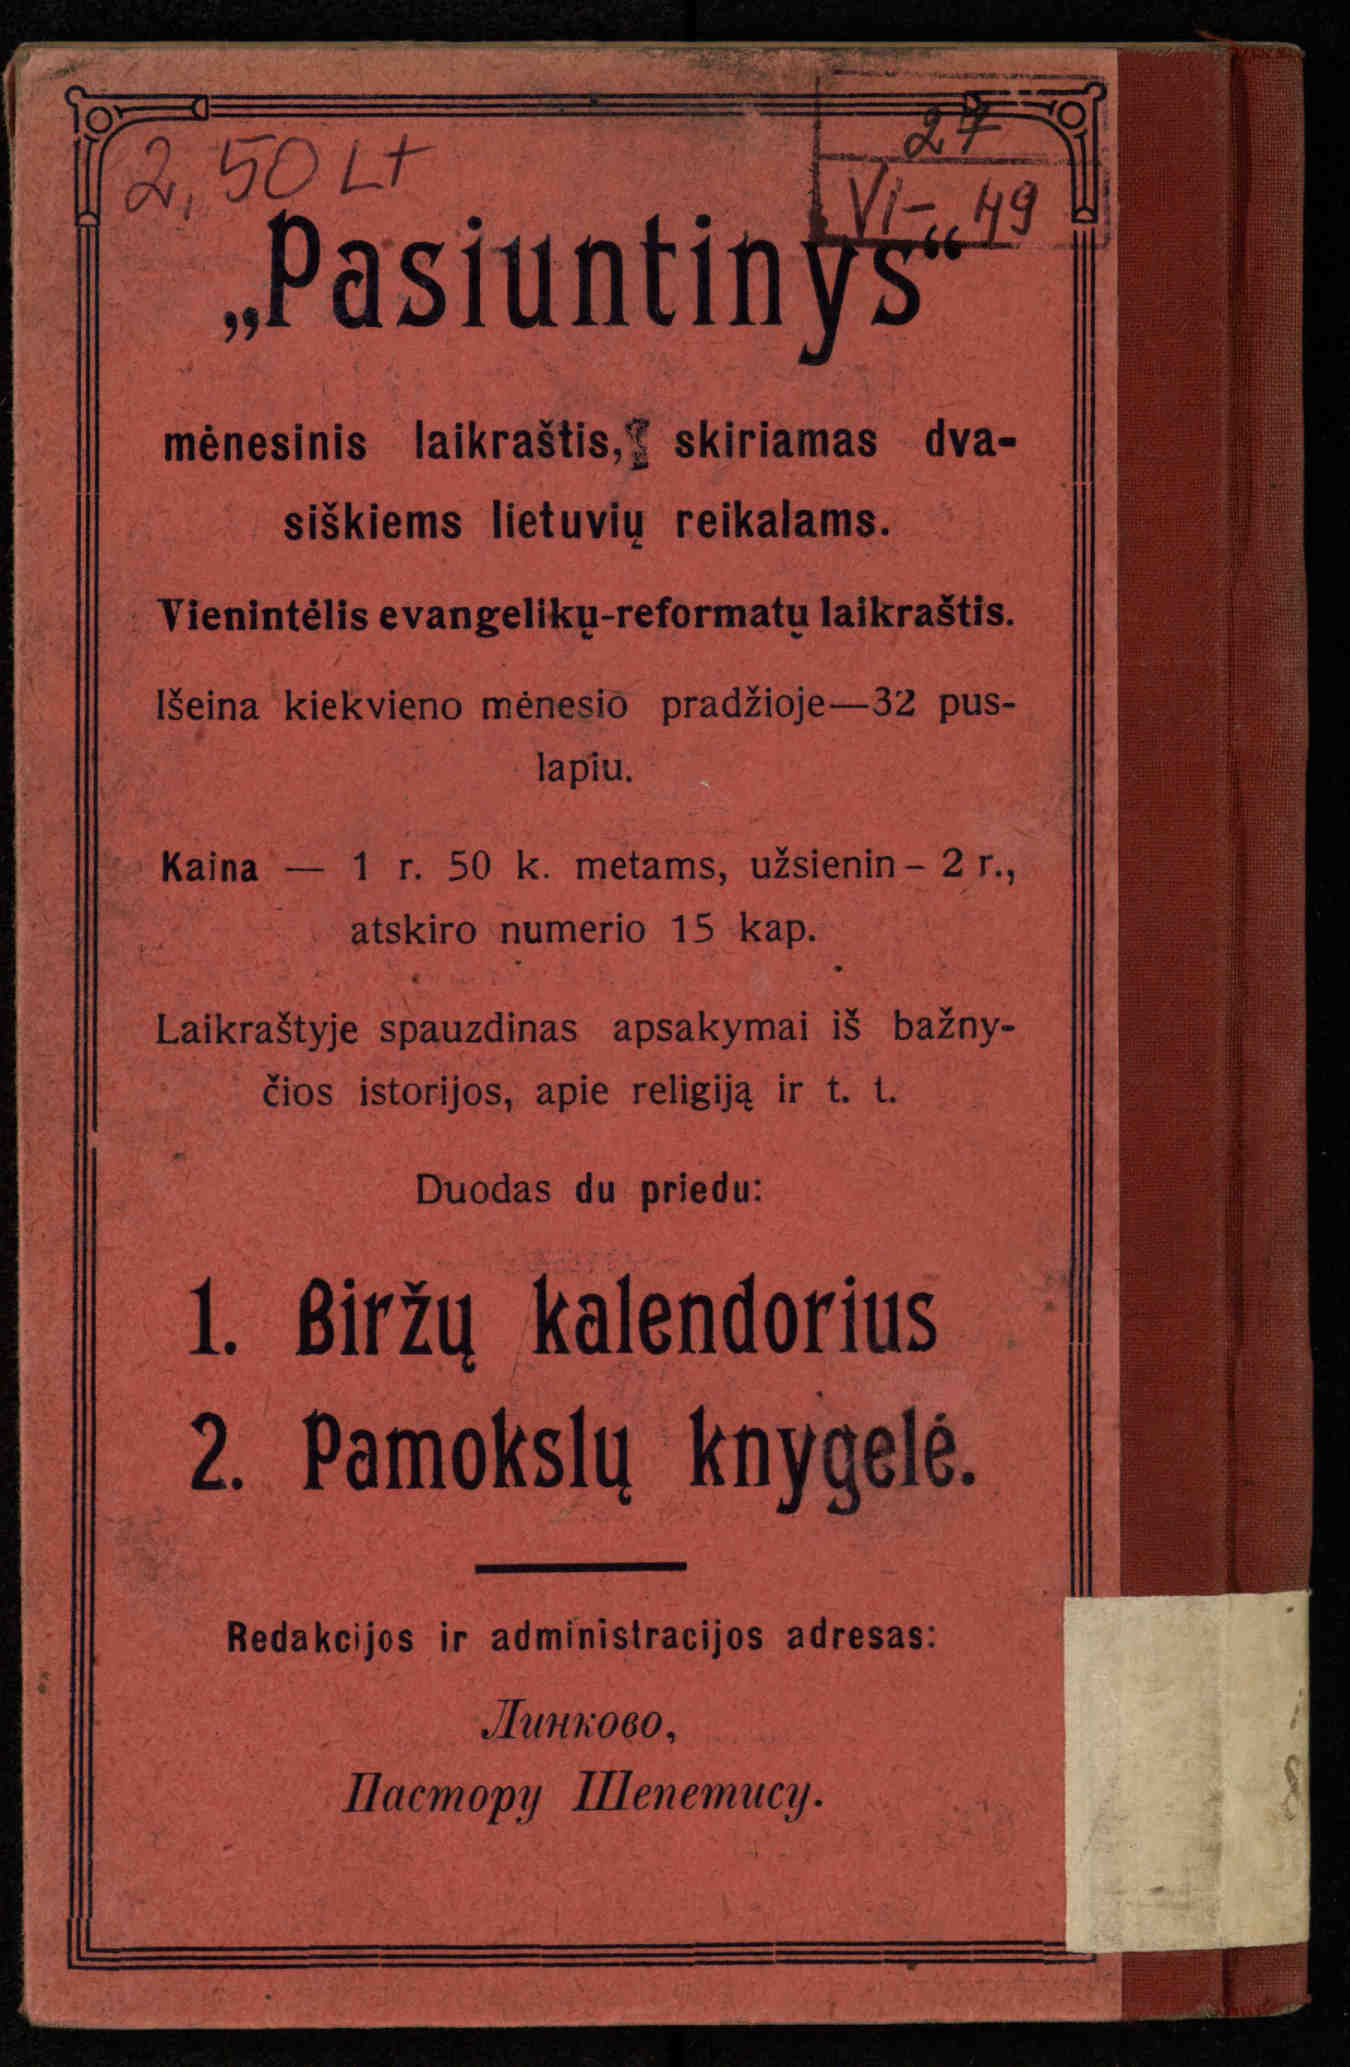 2,50 Lt
27
VI-49
„Pasiuntinys“
mėnesinis laikraštis, skiriamas dva-
siškiems lietuvių reikalams.
Vienintėlis evangelikų-reformatų laikraštis.
Išeina kiekvieno mėnesio pradžioje—32 pus-
lapiu.
Kaina — 1 r. 50 k. metams, užsienin – 2 r.,
atskiro numerio 15 kap.
Laikraštyje spauzdinas apsakymai iš bažny-
čios istorijos, apie religiją ir t. t.
Duodas du priedu:
1. Biržų kalendorius
2. Pamokslų knygelė.
Redakcijos ir administracijos adresas:
Линково,
Пастору Шепетису.
8